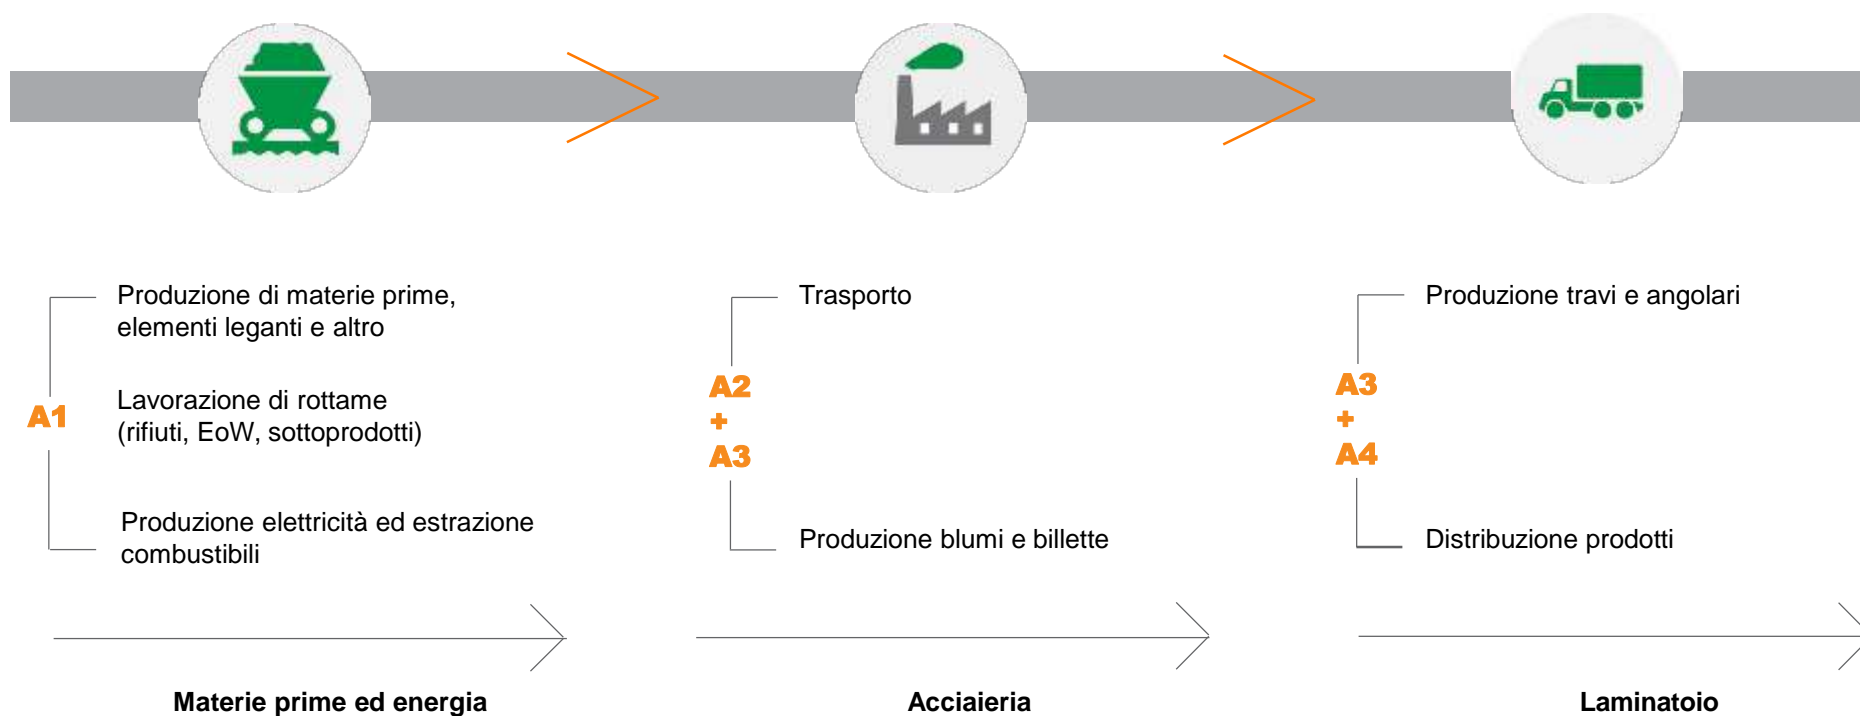 Produzione di materie prime,
elementi leganti e altro
A1
Lavorazione di rottame
(rifiuti, EoW, sottoprodotti)
Produzione elettricità ed estrazione
combustibili
Materie prime ed energia
Trasporto
A2
+
A3
Produzione blumi e billette
Acciaieria
Produzione travi e angolari
A3
+
A4
Distribuzione prodotti
Laminatoio